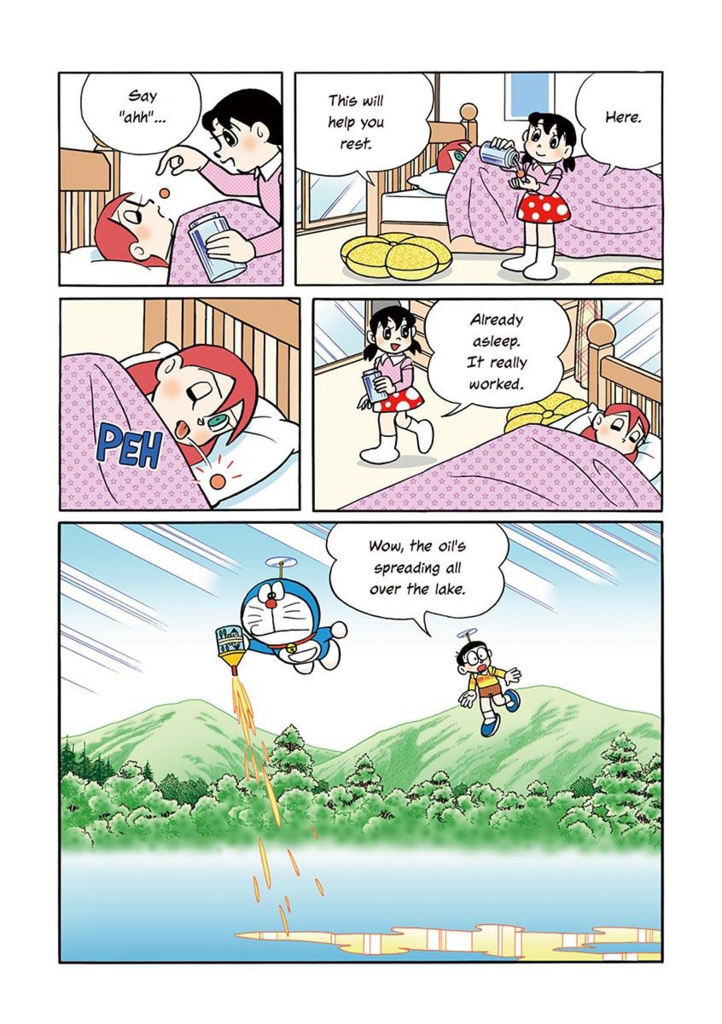 Here.
This will
help you
rest.
Say
"ahh"...
Already
asleep.
It really
worked.
PEH
Wow, the oil's
spreading all
over the lake.